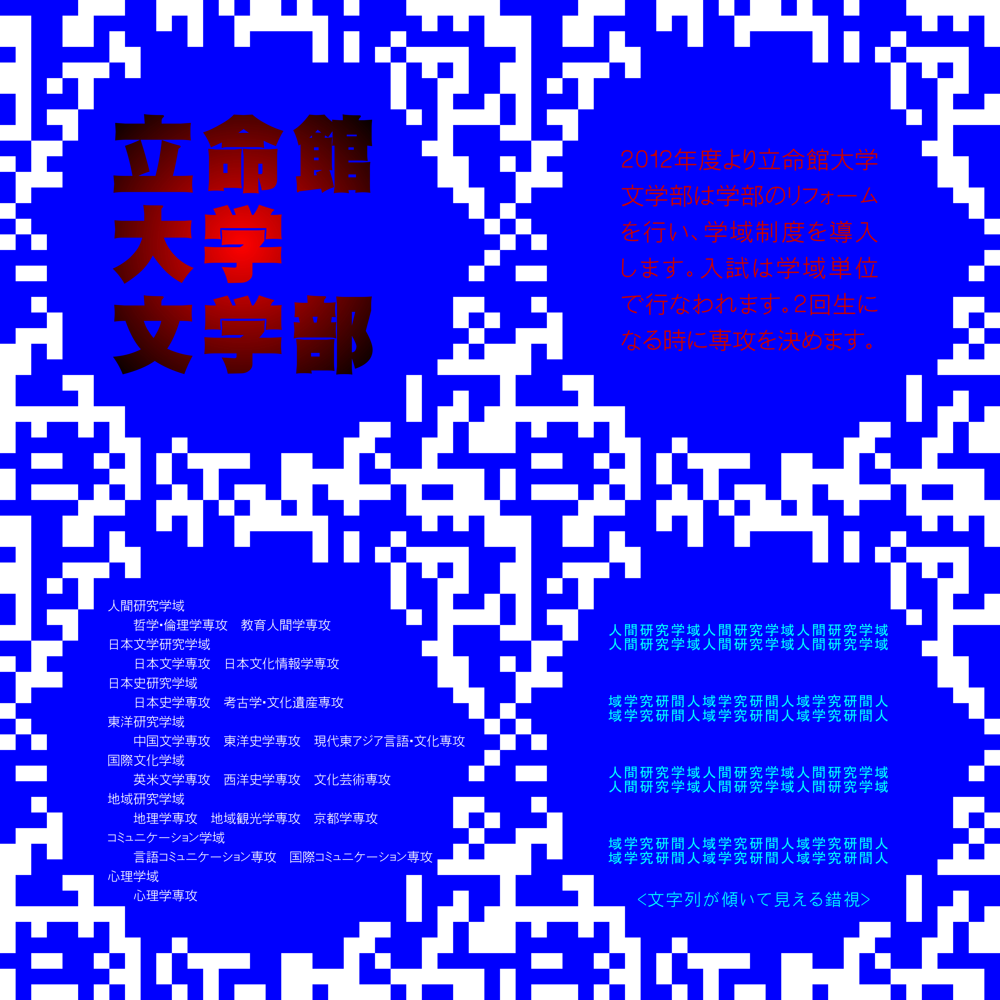 立命館
大学
文学部
2012年度より立命館大学
文学部は学部のリフォーム
を行い、学域制度を導入
します。入試は学域単位
で行なわれます。2回生に
なる時に専攻を決めます。
人間研究学域
哲学・倫理学専攻　教育人間学専攻
日本文学研究学域
日本文学専攻　日本文化情報学専攻
日本史研究学域
日本史学専攻　考古学・文化遺産専攻
東洋研究学域
中国文学専攻　東洋史学専攻　現代東アジア言語・文化専攻
国際文化学域
英米文学専攻　西洋史学専攻　文化芸術専攻
地域研究学域
地理学専攻　地域観光学専攻　京都学専攻
コミュニケーション学域
言語コミュニケーション専攻　国際コミュニケーション専攻
心理学域
心理学専攻
人間研究学域人間研究学域人間研究学域
人間研究学域人間研究学域人間研究学域
域学究研間人域学究研間人域学究研間人
域学究研間人域学究研間人域学究研間人
人間研究学域人間研究学域人間研究学域
人間研究学域人間研究学域人間研究学域
域学究研間人域学究研間人域学究研間人
域学究研間人域学究研間人域学究研間人
<文字列が傾いて見える錯視>